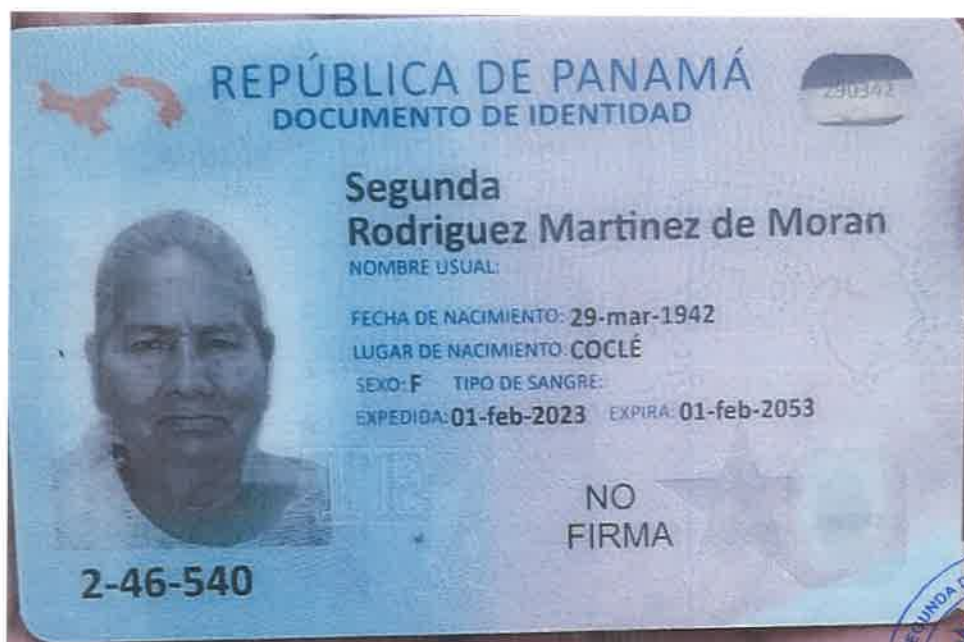 REPÚBLICA DE PANAMÁ
DOCUMENTO DE IDENTIDAD
290342
Segunda
Rodriguez Martinez de Moran
NOMBRE USUAL:
FECHA DE NACIMIENTO: 29-mar-1942
LUGAR DE NACIMIENTO: COCLÉ
SEXO: F TIPO DE SANGRE:
EXPEDIDA: 01-feb-2023 EXPIRA: 01-feb-2053
NO
FIRMA
2-46-540